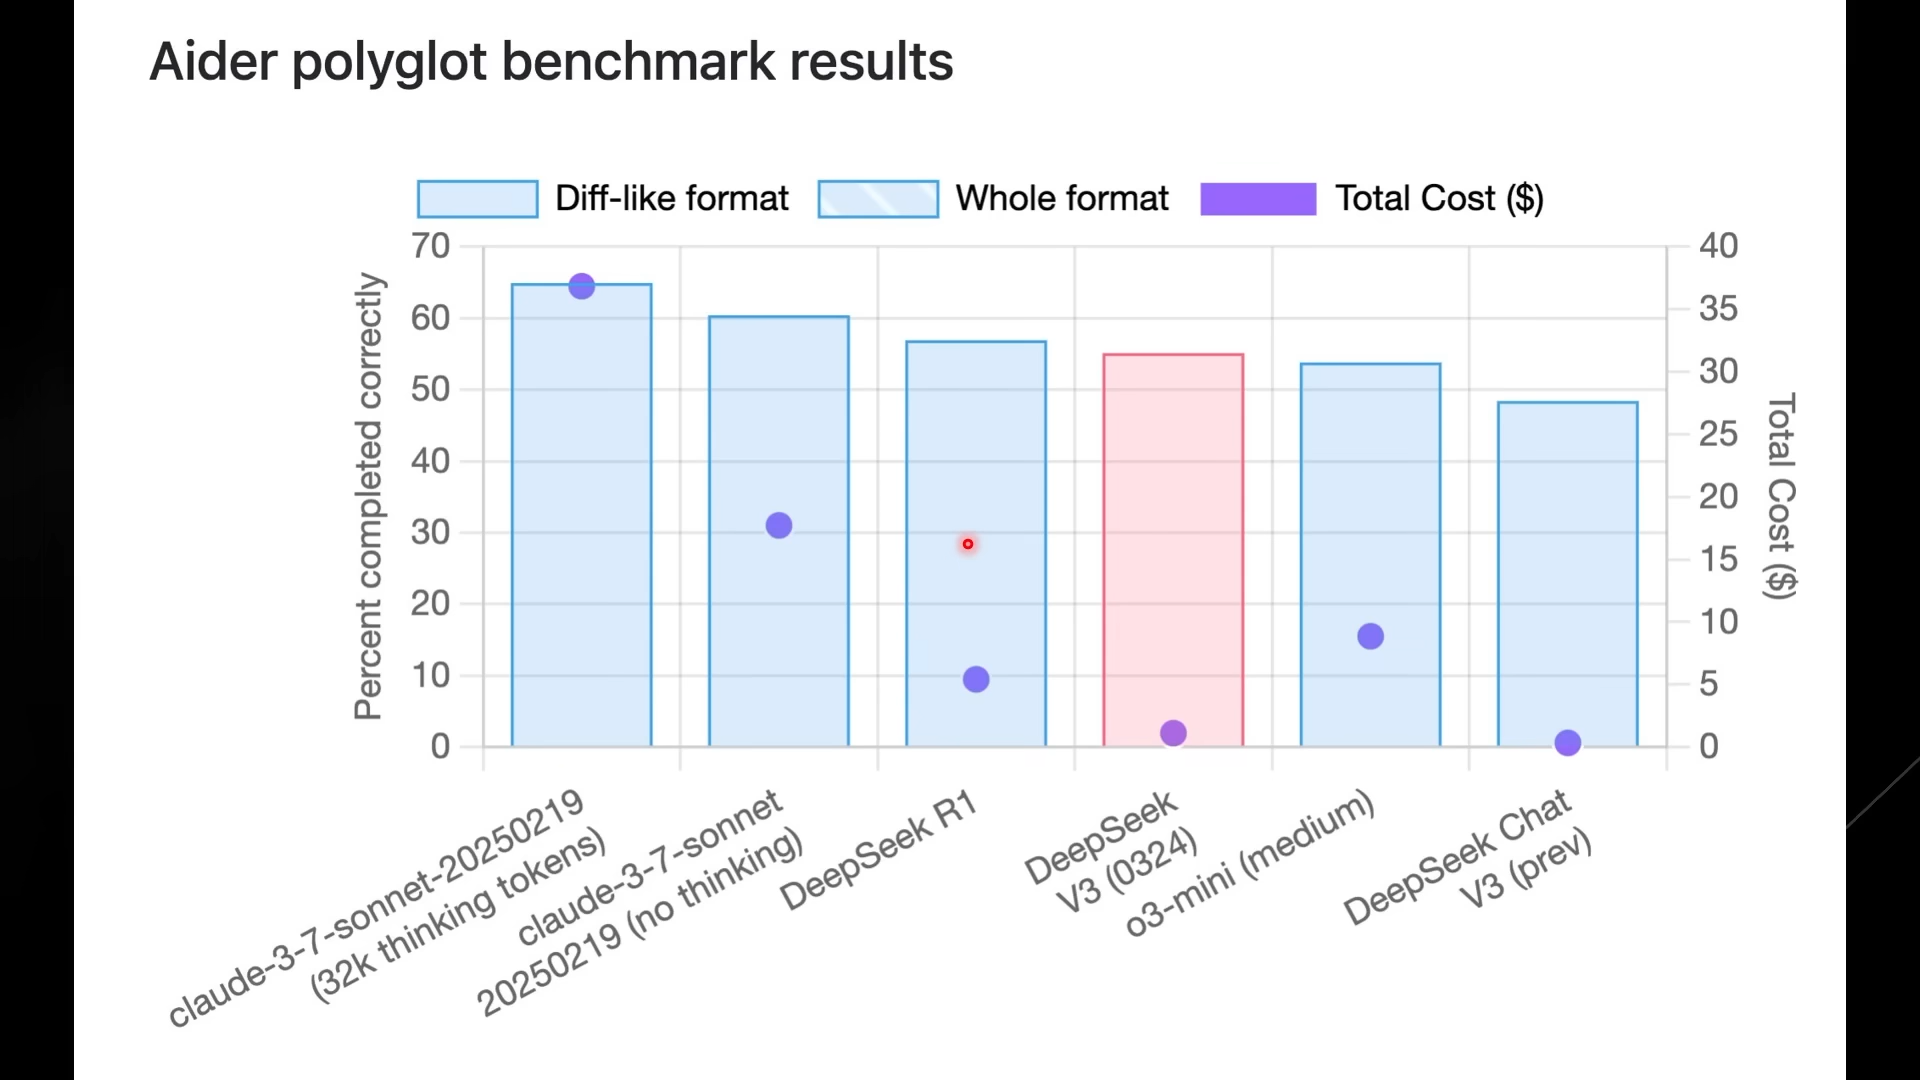 Aider polyglot benchmark results
Diff-like format
Whole format
Total Cost ($)
70
60
50
40
30
20
10
0
Percent completed correctly
40
35
30
25
20
15
10
5
0
Total Cost ($)
claude-3-7-sonnet-20250219
(32k thinking tokens)
claude-3-7-sonnet
20250219 (no thinking)
DeepSeek R1
DeepSeek
V3 (0324)
o3-mini (medium)
DeepSeek Chat
V3 (prev)